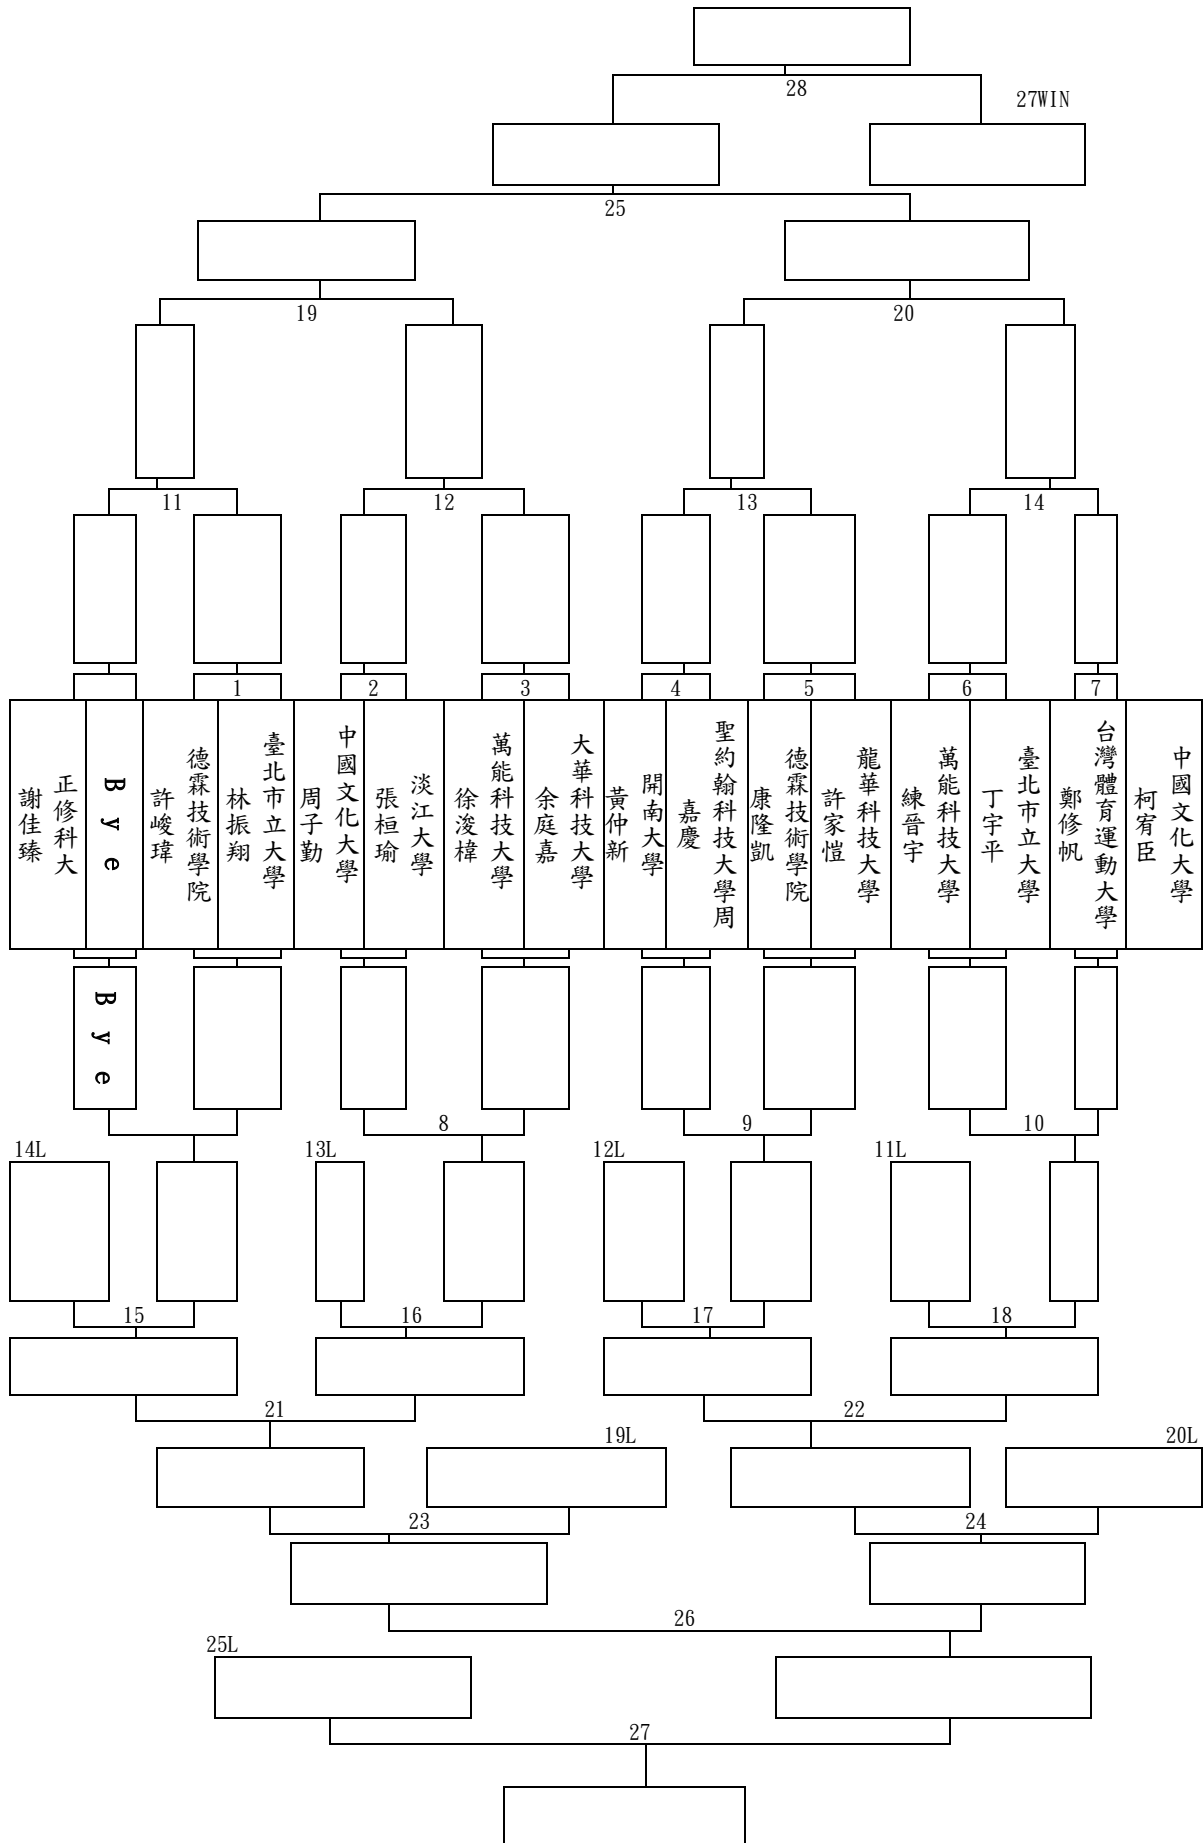 28
27WIN
25
19
20
11
12
13
14
1
2
3
4
5
6
7
正修科大
謝佳臻
Bye
德霖技術學院
許峻瑋
臺北市立大學
林振翔
中國文化大學
周子勤
淡江大學
張桓瑜
萬能科技大學
徐浚椲
大華科技大學
余庭嘉
開南大學
黃仲新
聖約翰科技大學周
嘉慶
德霖技術學院
康隆凱
龍華科技大學
許家愷
萬能科技大學
練晉宇
臺北市立大學
丁宇平
台灣體育運動大學
鄭修帆
中國文化大學
柯宥臣
Bye
8
9
10
14L
13L
12L
11L
15
16
17
18
21
22
19L
20L
23
24
26
25L
27